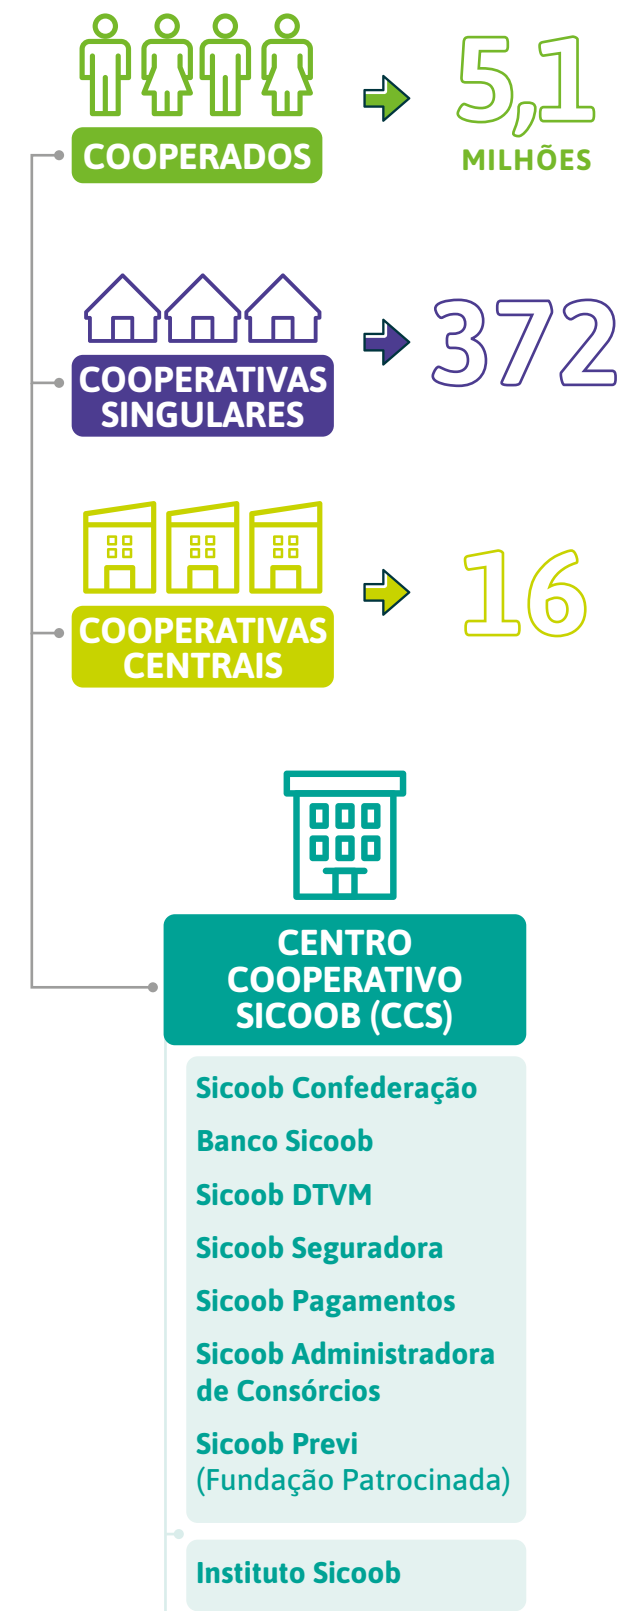 COOPERADOS
5,1
MILHÕES
COOPERATIVAS
SINGULARES
372
COOPERATIVAS
CENTRAIS
16
CENTRO
COOPERATIVO
SICOOB (CCS)
Sicoob Confederação
Banco Sicoob
Sicoob DTVM
Sicoob Seguradora
Sicoob Pagamentos
Sicoob Administradora
de Consórcios
Sicoob Previ
(Fundação Patrocinada)
Instituto Sicoob